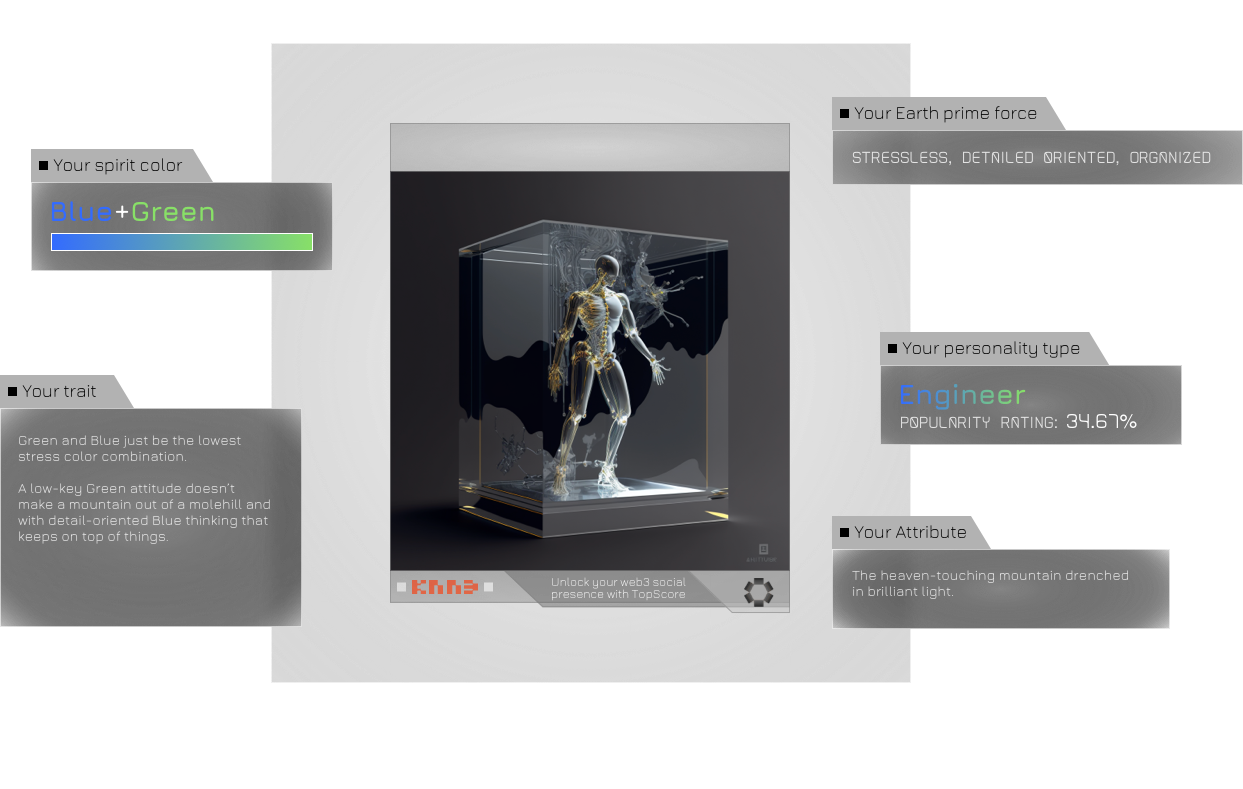 Your spirit color
Blue+Green
Your trait
Green and Blue just be the lowest
stress color combination.
A low-key Green attitude doesn't
make a mountain out of a molehill and
with detail-oriented Blue thinking that
keeps on top of things.
KNN3
Unlock your web3 social
presence with TopScore
Your Earth prime force
STRESSLESS, DETAILED ORIENTED, ORGANIZED
Your personality type
Engineer
POPULARITY RATING: 34.67%
Your Attribute
The heaven-touching mountain drenched
in brilliant light.